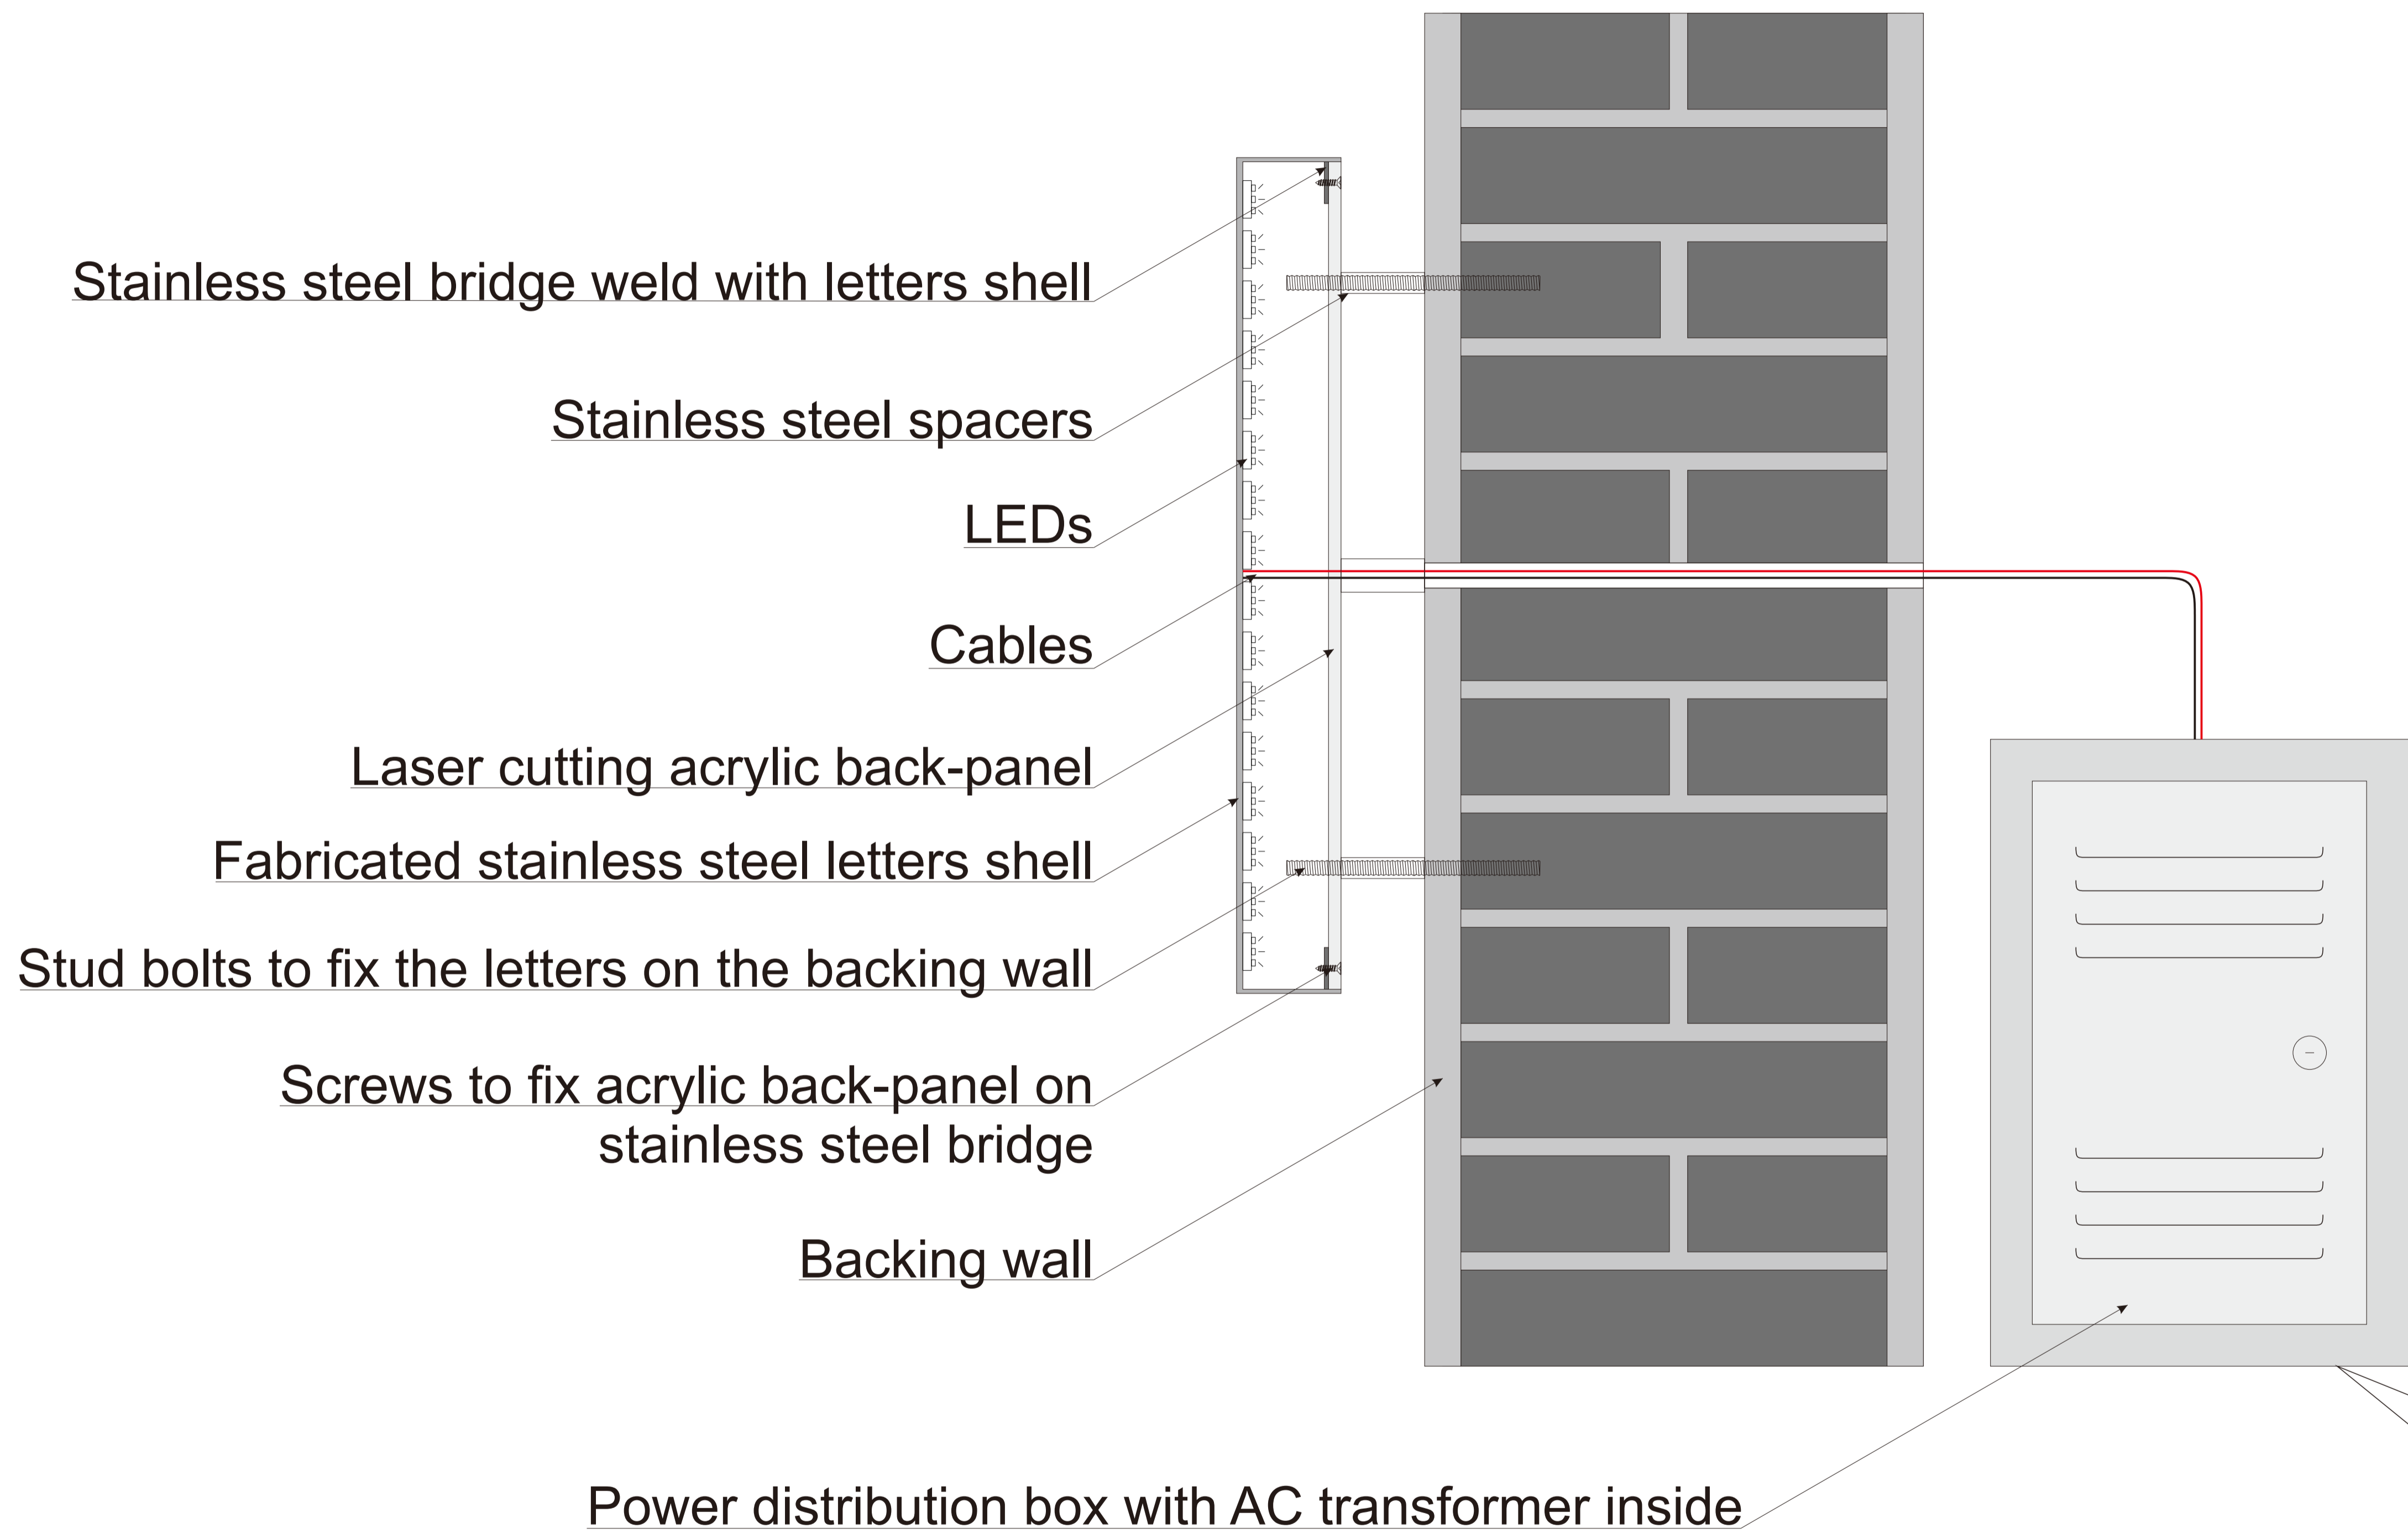 Stainless steel bridge weld with letters shell
Stainless steel spacers
LEDs
Cables
Laser cutting acrylic back-panel
Fabricated stainless steel letters shell
Stud bolts to fix the letters on the backing wall
Screws to fix acrylic back-panel on
stainless steel bridge
Backing wall
Power distribution box with AC transformer inside